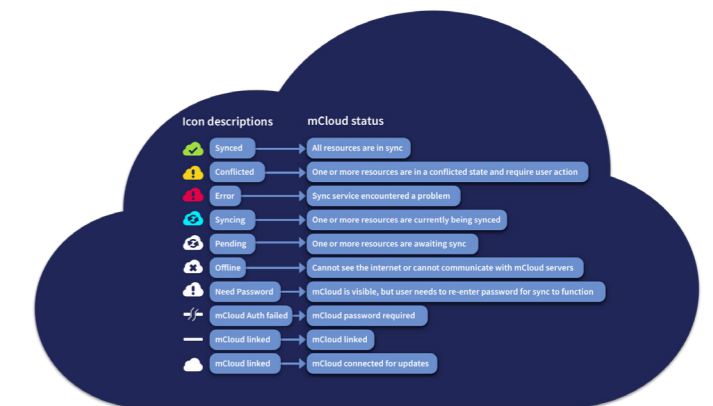 Icon descriptions mCloud status
Synced All resources are in sync
Conflicted One or more resources are in a conflicted state and require user action
Error Sync service encountered a problem
Syncing One or more resources are currently being synced
Pending One or more resources are awaiting sync
Offline Cannot see the internet or cannot communicate with mCloud servers
Need Password mCloud is visible, but user needs to re-enter password for sync to function
mCloud Auth failed mCloud password required
mCloud linked mCloud linked
mCloud linked mCloud connected for updates